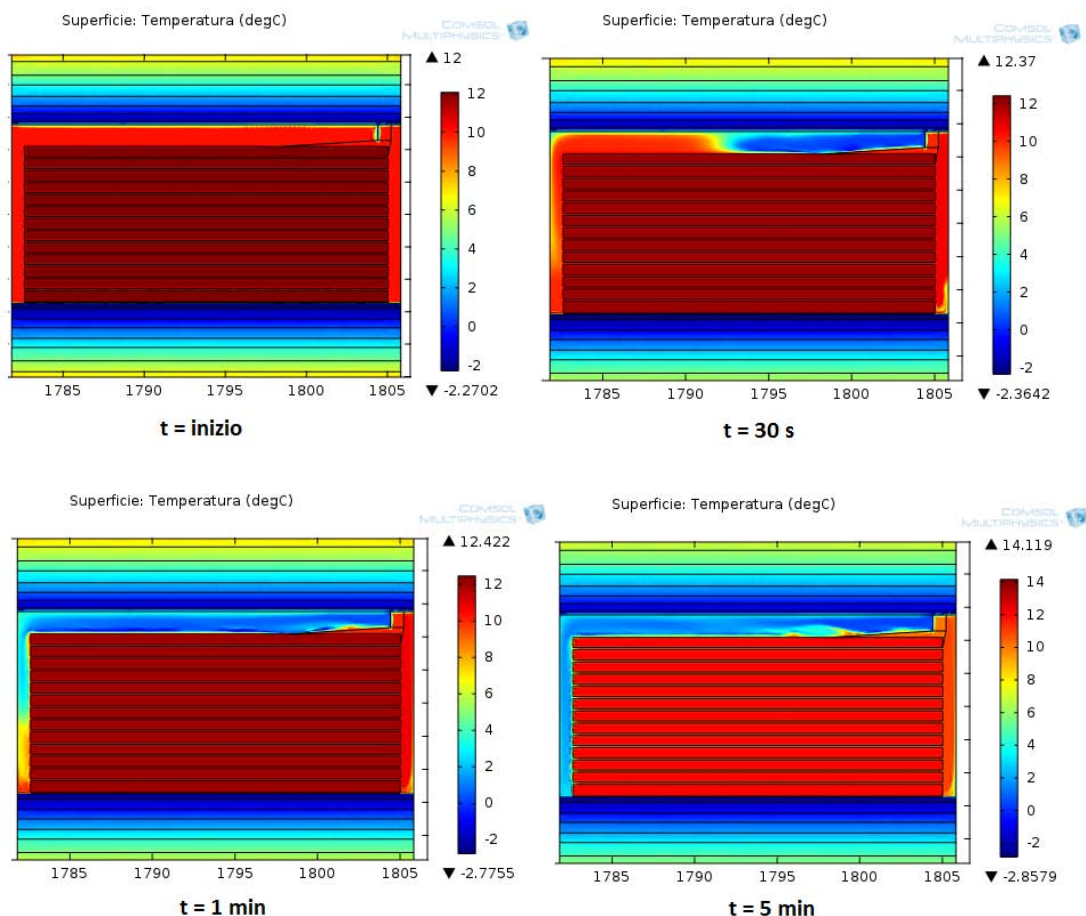 Superficie: Temperatura (degC)
COMSOL
MULTIPHYSICS
▲ 12
12
10
8
6
4
2
0
-2
▼ -2.2702
1785 1790 1795 1800 1805
t = inizio
Superficie: Temperatura (degC)
COMSOL
MULTIPHYSICS
▲ 12.37
12
10
8
6
4
2
0
-2
▼ -2.3642
1785 1790 1795 1800 1805
t = 30 s
Superficie: Temperatura (degC)
COMSOL
MULTIPHYSICS
▲ 12.422
12
10
8
6
4
2
0
-2
▼ -2.7755
1785 1790 1795 1800 1805
t = 1 min
Superficie: Temperatura (degC)
COMSOL
MULTIPHYSICS
▲ 14.119
14
12
10
8
6
4
2
0
-2
▼ -2.8579
1785 1790 1795 1800 1805
t = 5 min